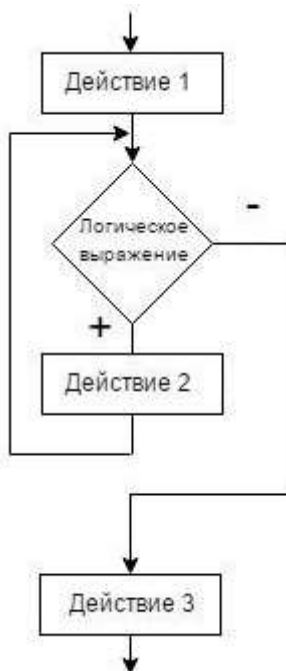 Действие 1
Логическое
выражение
-
+
Действие 2
Действие 3